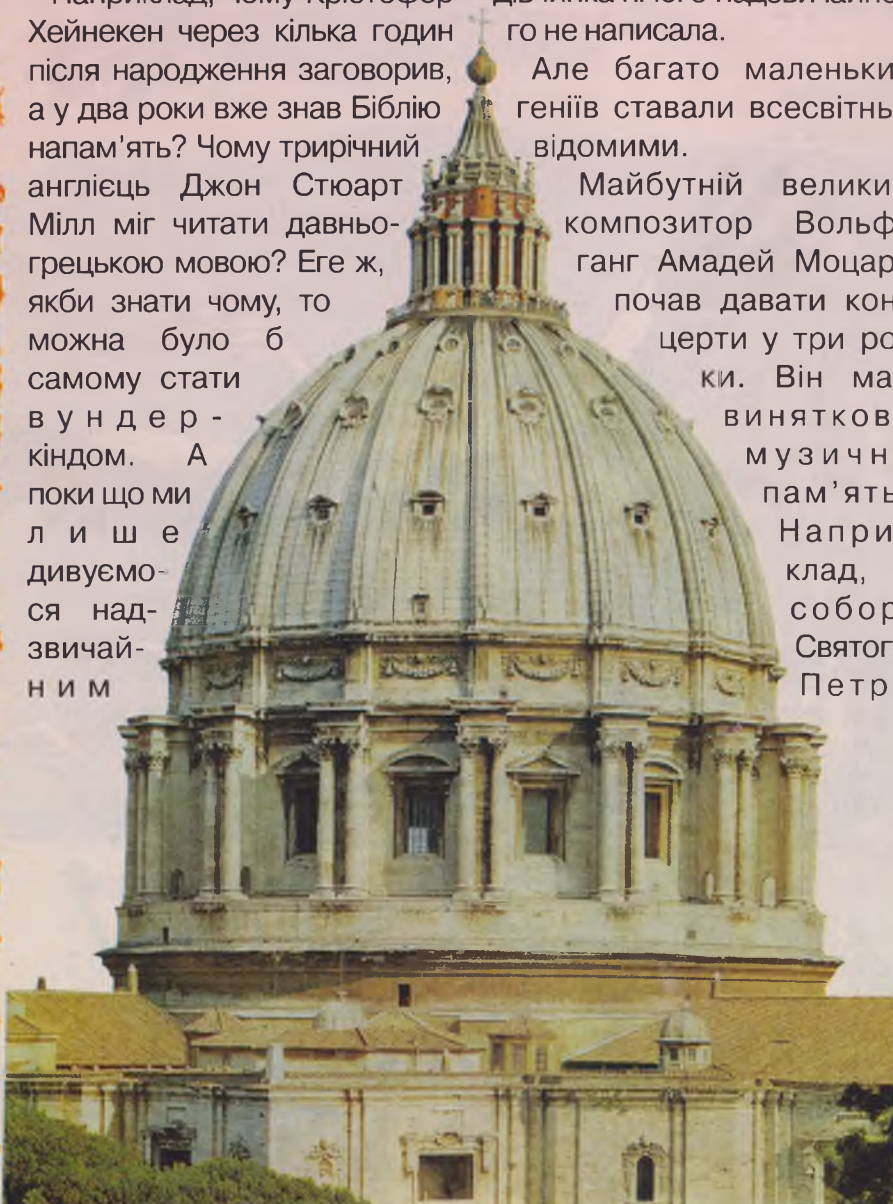 Хейнекен через кілька годин
після народження заговорив,
а у два роки вже знав Біблію
напам'ять? Чому трирічний
англієць Джон Стюарт
Мілл міг читати давньо-
грецькою мовою? Еге ж,
якби знати чому, то
можна було б
самому стати
вундер-
кіндом. А
поки що ми
лише
дивуємо-
ся над-
звичай-
ним
го не написала.
Але багато маленьки
геніїв ставали всесвітнь
відомими.
Майбутній велики
композитор Вольф
ганг Амадей Моцар
почав давати кон
церти у три ро
ки. Він ма
винятков
музичн
пам'ять
Напри
клад,
собор
Святог
Петр